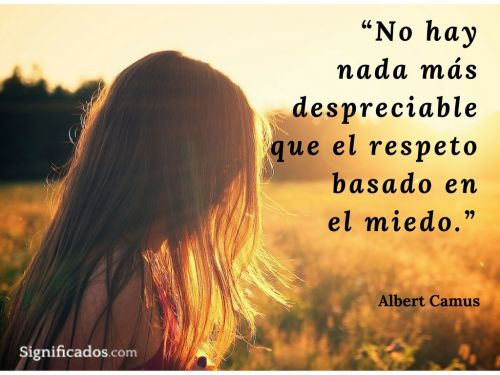 “No hay
nada más
despreciable
que el respeto
basado en
el miedo.”
Albert Camus
Significados.com